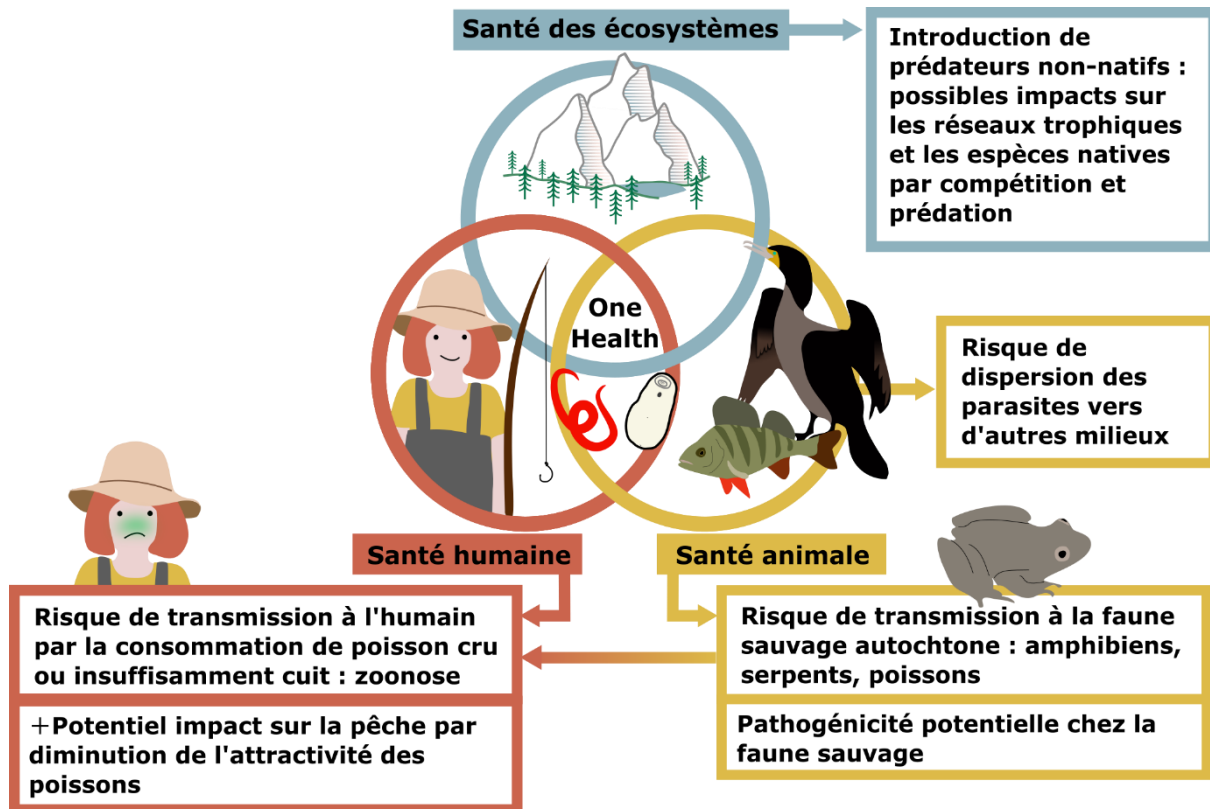 Santé des écosystèmes
Introduction de
prédateurs non-natifs :
possibles impacts sur
les réseaux trophiques
et les espèces natives
par compétition et
prédation
One
Health
Risque de
dispersion des
parasites vers
d'autres milieux
Santé humaine
Santé animale
Risque de transmission à l'humain
par la consommation de poisson cru
ou insuffisamment cuit : zoonose
+Potentiel impact sur la pêche par
diminution de l'attractivité des
poissons
Risque de transmission à la faune
sauvage autochtone : amphibiens,
serpents, poissons
Pathogénicité potentielle chez la
faune sauvage